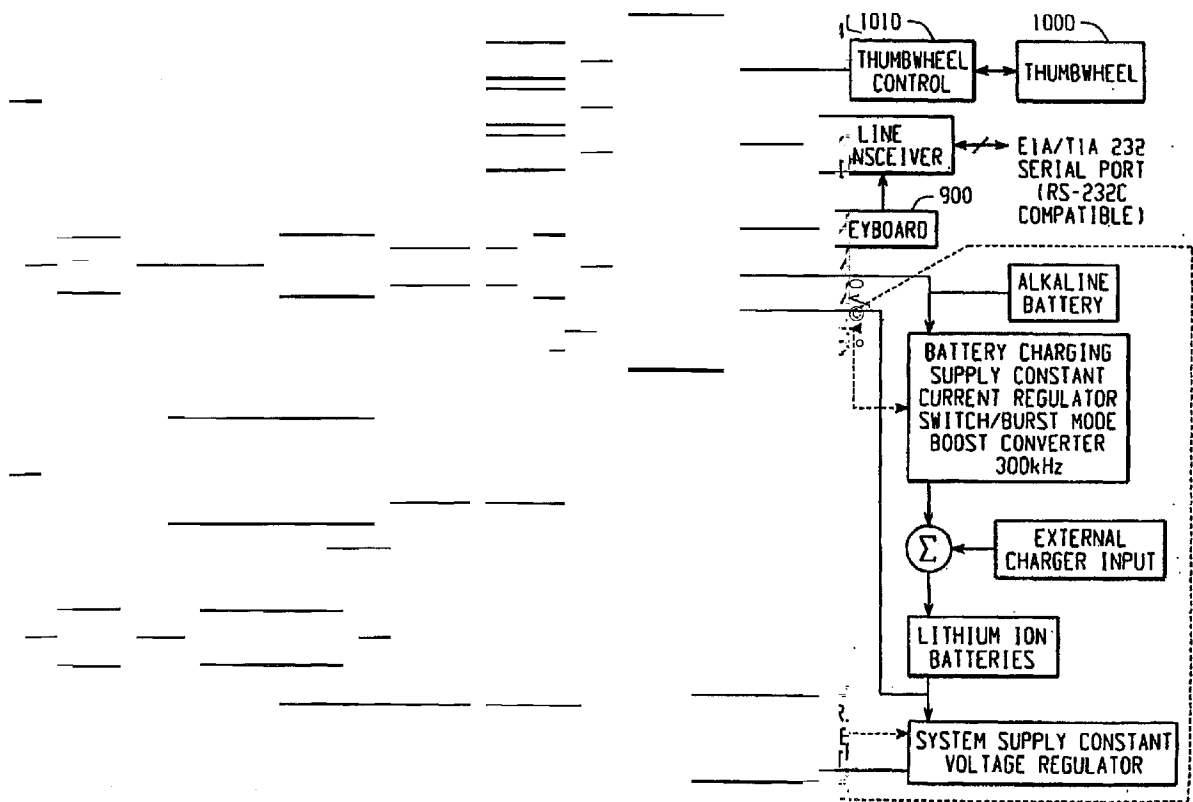 1010
1000
THUMBWHEEL
CONTROL
THUMBWHEEL
LINE
NSCEIVER
E1A/T1A 232
SERIAL PORT
(RS-232C
COMPATIBLE)
900
EYBOARD
ALKALINE
BATTERY
BATTERY CHARGING
SUPPLY CONSTANT
CURRENT REGULATOR
SWITCH/BURST MODE
BOOST CONVERTER
300kHz
Σ
EXTERNAL
CHARGER INPUT
LITHIUM ION
BATTERIES
SYSTEM SUPPLY CONSTANT
VOLTAGE REGULATOR